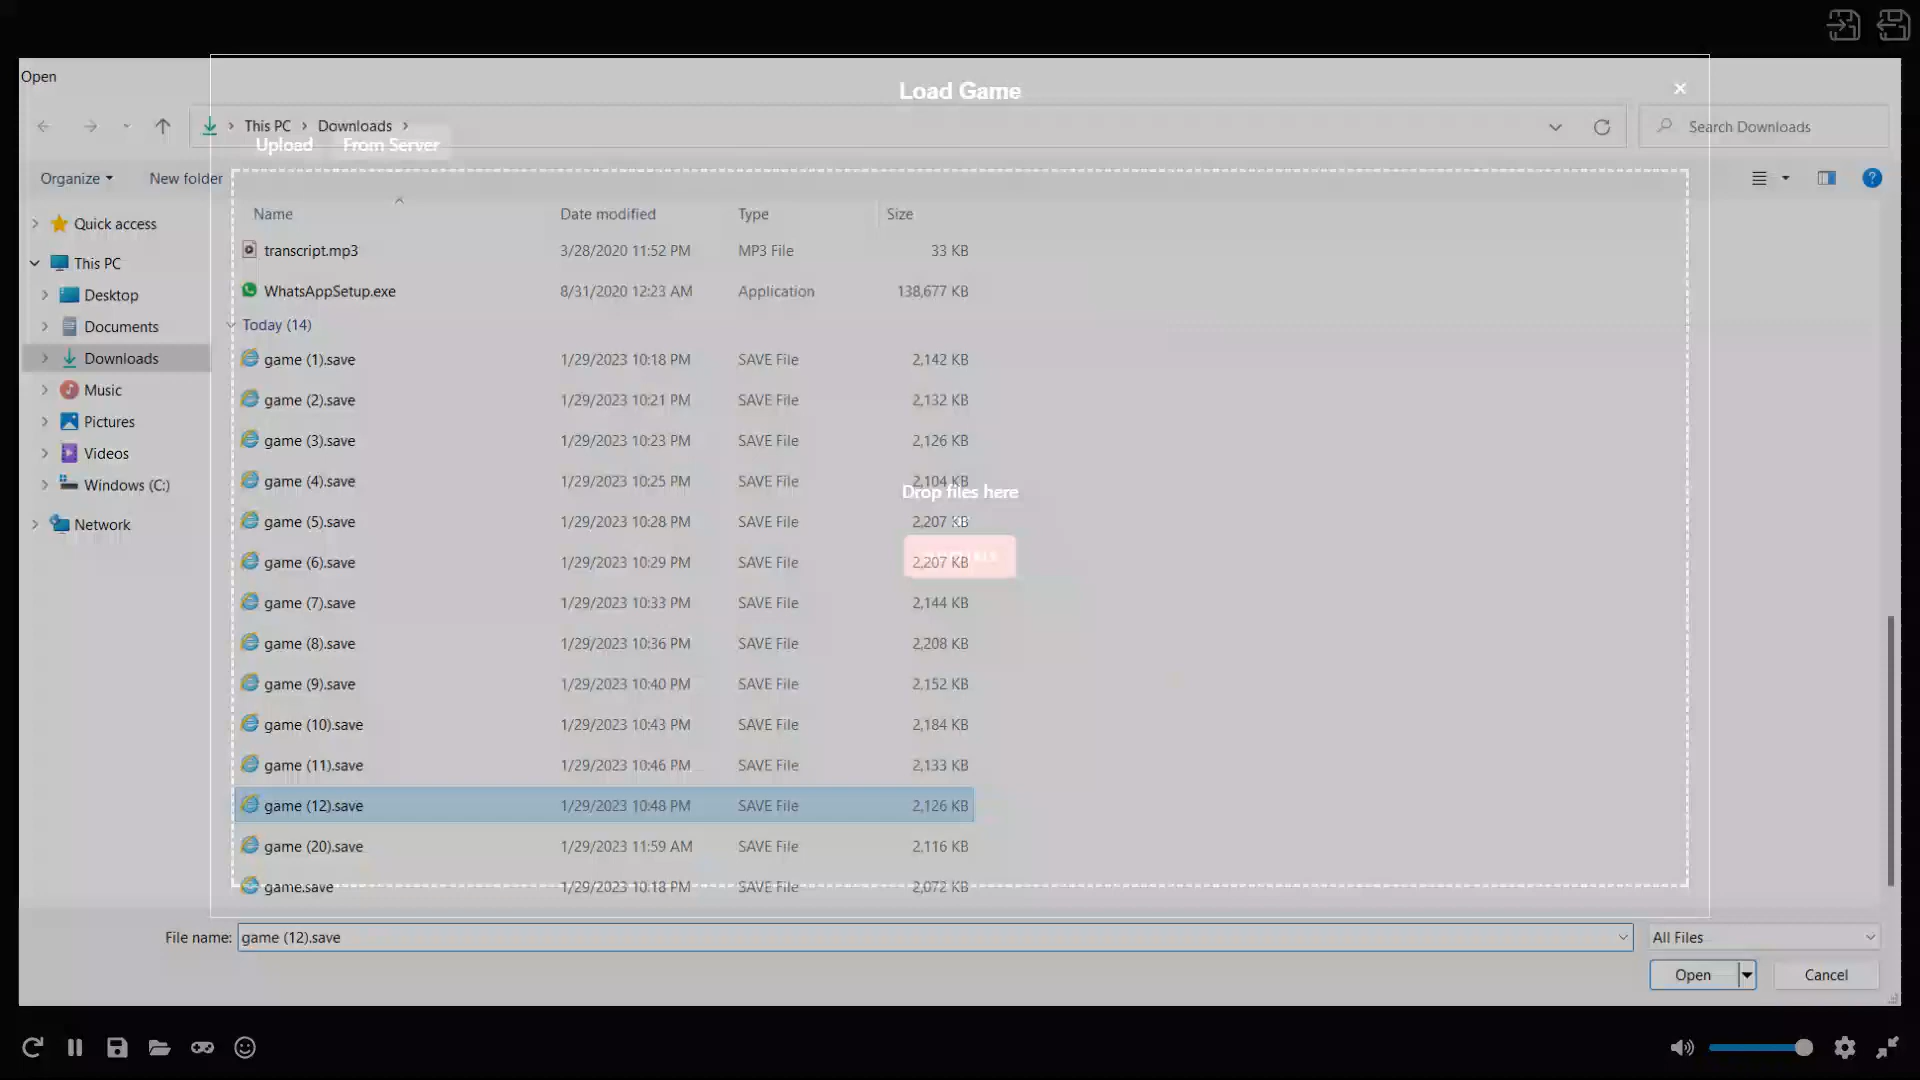 Open
Load Game
×
This PC
Downloads
Search Downloads
Upload
From Server
Organize
New folder
?
Name
Date modified
Type
Size
Quick access
This PC
Desktop
Documents
Downloads
Music
Pictures
Videos
Windows (C:)
Network
transcript.mp3 3/28/2020 11:52 PM MP3 File 33 KB
WhatsAppSetup.exe 8/31/2020 12:23 AM Application 138,677 KB
Today (14)
game (1).save 1/29/2023 10:18 PM SAVE File 2,142 KB
game (2).save 1/29/2023 10:21 PM SAVE File 2,132 KB
game (3).save 1/29/2023 10:23 PM SAVE File 2,126 KB
game (4).save 1/29/2023 10:25 PM SAVE File 2,104 KB
Drop files here
game (5).save 1/29/2023 10:28 PM SAVE File 2,207 KB
game (6).save 1/29/2023 10:29 PM SAVE File 2,207 KB
game (7).save 1/29/2023 10:33 PM SAVE File 2,144 KB
game (8).save 1/29/2023 10:36 PM SAVE File 2,208 KB
game (9).save 1/29/2023 10:40 PM SAVE File 2,152 KB
game (10).save 1/29/2023 10:43 PM SAVE File 2,184 KB
game (11).save 1/29/2023 10:46 PM SAVE File 2,133 KB
game (12).save 1/29/2023 10:48 PM SAVE File 2,126 KB
game (20).save 1/29/2023 11:59 AM SAVE File 2,116 KB
game.save 1/29/2023 10:18 PM SAVE File 2,072 KB
File name: game (12).save
All Files
Open
Cancel